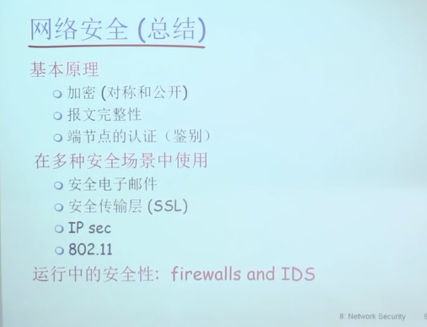 网络安全 (总结)
基本原理
加密 (对称和公开)
报文完整性
端节点的认证（鉴别）
在多种安全场景中使用
安全电子邮件
安全传输层 (SSL)
IP sec
802.11
运行中的安全性: firewalls and IDS
8: Network Security